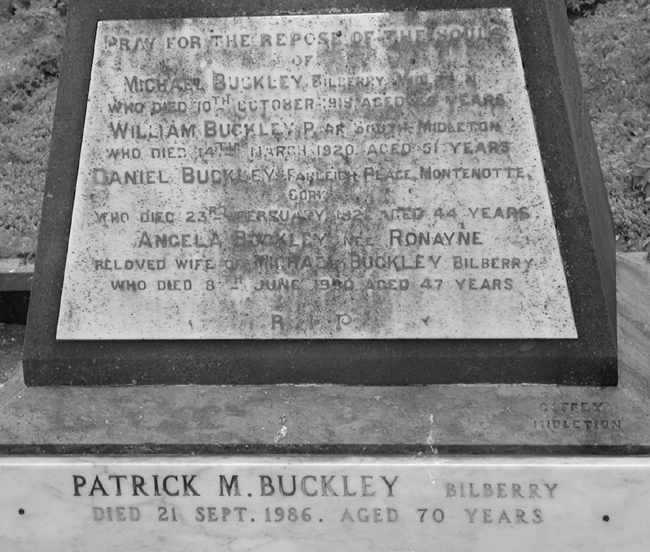 PRAY FOR THE REPOSE OF THE SOULS
OF
MICHAEL BUCKLEY, BILBERRY,
WHO DIED 10TH OCTOBER 1919, AGED YEARS
WILLIAM BUCKLEY, SOUTH, MIDLETON
WHO DIED 14TH MARCH 1920, AGED 51 YEARS
DANIEL BUCKLEY, FARLEIGH PLACE, MONTENOTTE,
CORK
WHO DIED 23RD FEBRUARY AGED 44 YEARS
ANGELA BUCKLEY NEE RONAYNE
BELOVED WIFE OF MICHAEL BUCKLEY BILBERRY
WHO DIED 8TH JUNE AGED 47 YEARS
R.I.P.
MIDLETON
PATRICK M. BUCKLEY BILBERRY
DIED 21 SEPT. 1986. AGED 70 YEARS